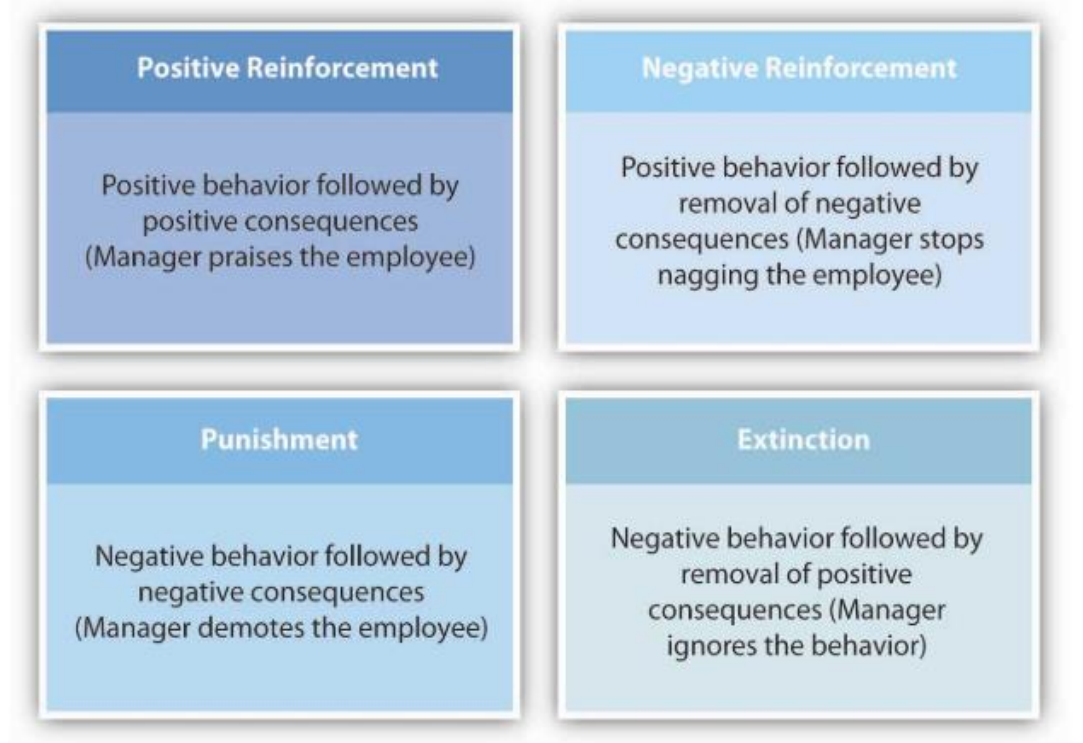 Positive Reinforcement
Positive behavior followed by
positive consequences
(Manager praises the employee)
Negative Reinforcement
Positive behavior followed by
removal of negative
consequences (Manager stops
nagging the employee)
Punishment
Negative behavior followed by
negative consequences
(Manager demotes the employee)
Extinction
Negative behavior followed by
removal of positive
consequences (Manager
ignores the behavior)